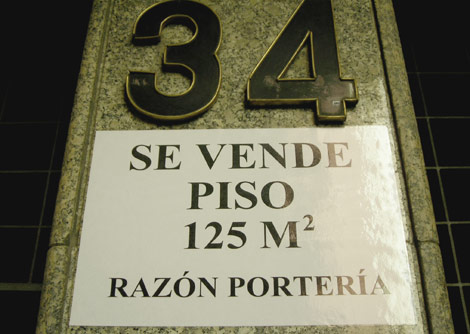 34
SE VENDE
PISO
125 M²
RAZÓN PORTERÍA